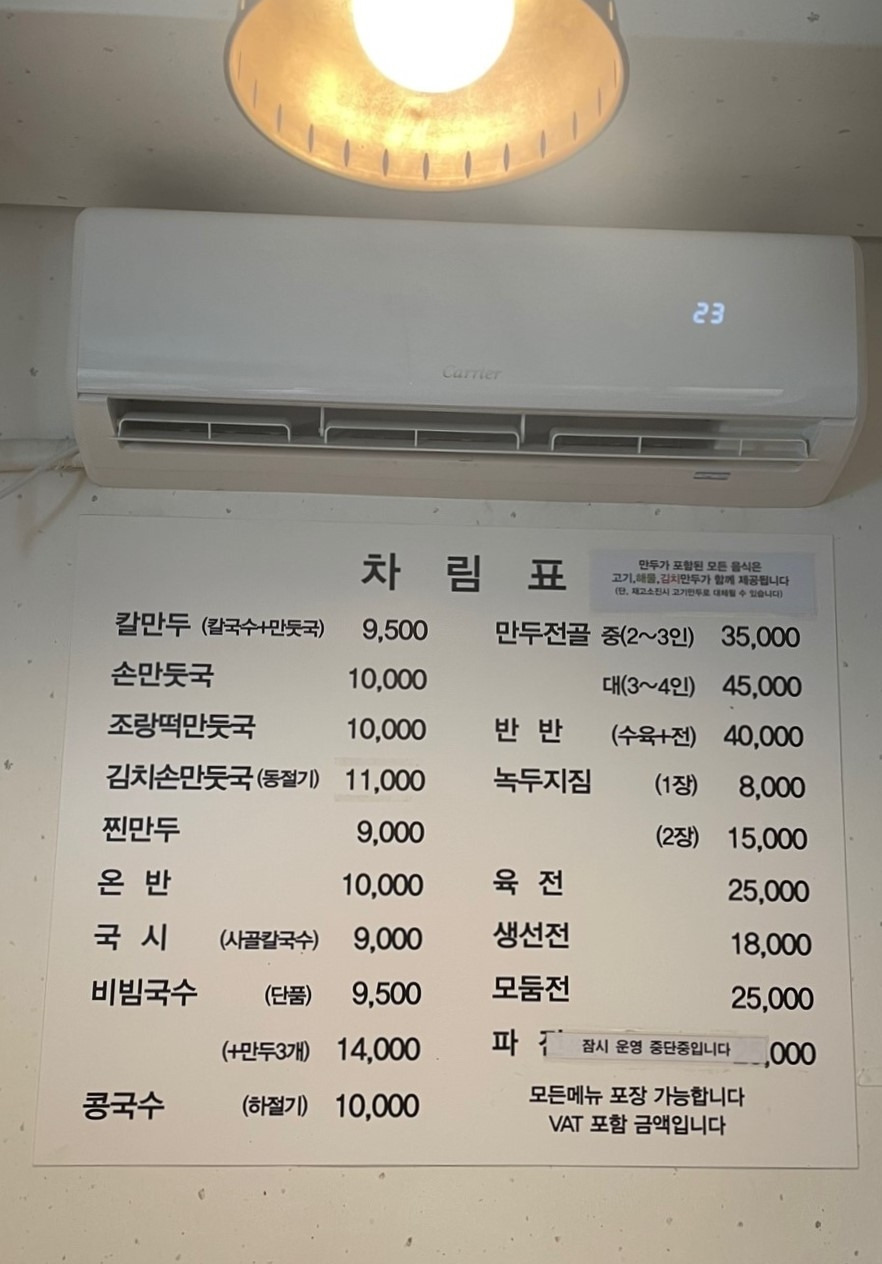 23
Carrier
차 림 표
만두가 포함된 모든 음식은
고기,해물,김치만두가 함께 제공됩니다
(단, 재고소진시 고기만두로 대체될 수 있습니다)
칼만두 (칼국수+만둣국) 9,500
손만둣국 10,000
조랑떡만둣국 10,000
김치손만둣국 (동절기) 11,000
찐만두 9,000
온 반 10,000
국 시 (사골칼국수) 9,000
비빔국수 (단품) 9,500
(+만두3개) 14,000
콩국수 (하절기) 10,000
만두전골 중(2~3인) 35,000
대(3~4인) 45,000
반 반 (수육+전) 40,000
녹두지짐 (1장) 8,000
(2장) 15,000
육 전 25,000
생선전 18,000
모둠전 25,000
파 잠시 운영 중단중입니다 ,000
모든메뉴 포장 가능합니다
VAT 포함 금액입니다